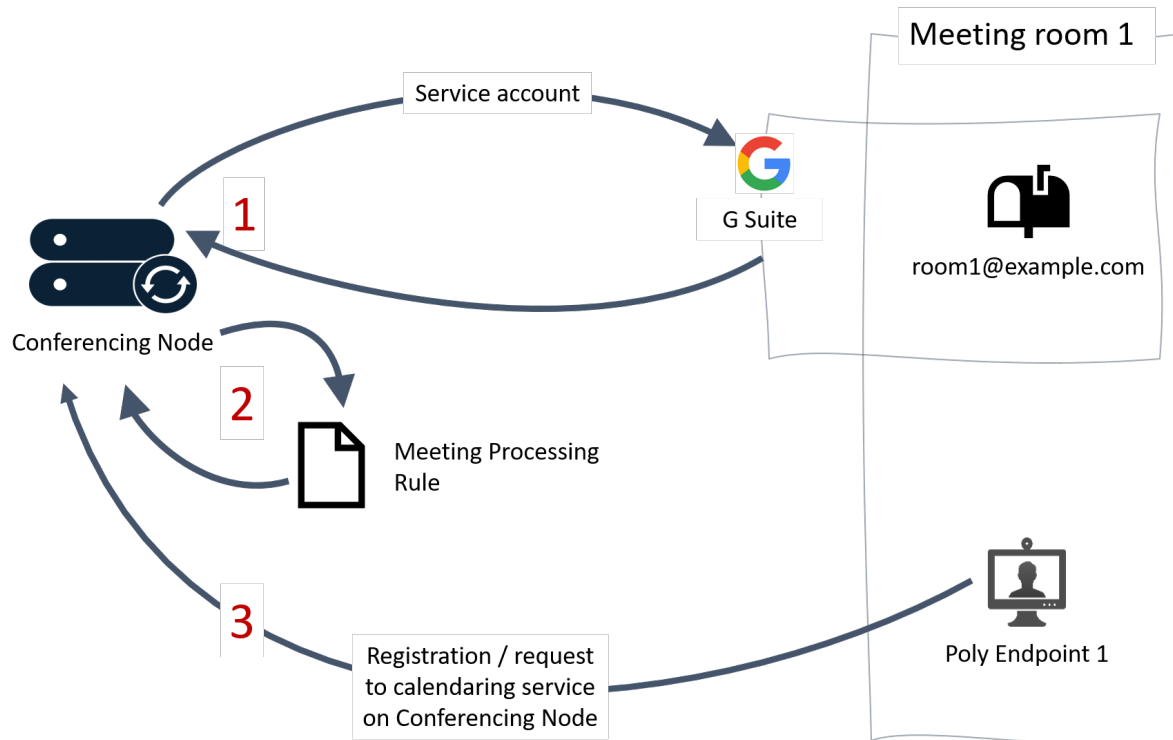 Meeting room 1
Service account
1
G Suite
room1@example.com
Conferencing Node
2
Meeting Processing
Rule
3
Registration / request
to calendaring service
on Conferencing Node
Poly Endpoint 1